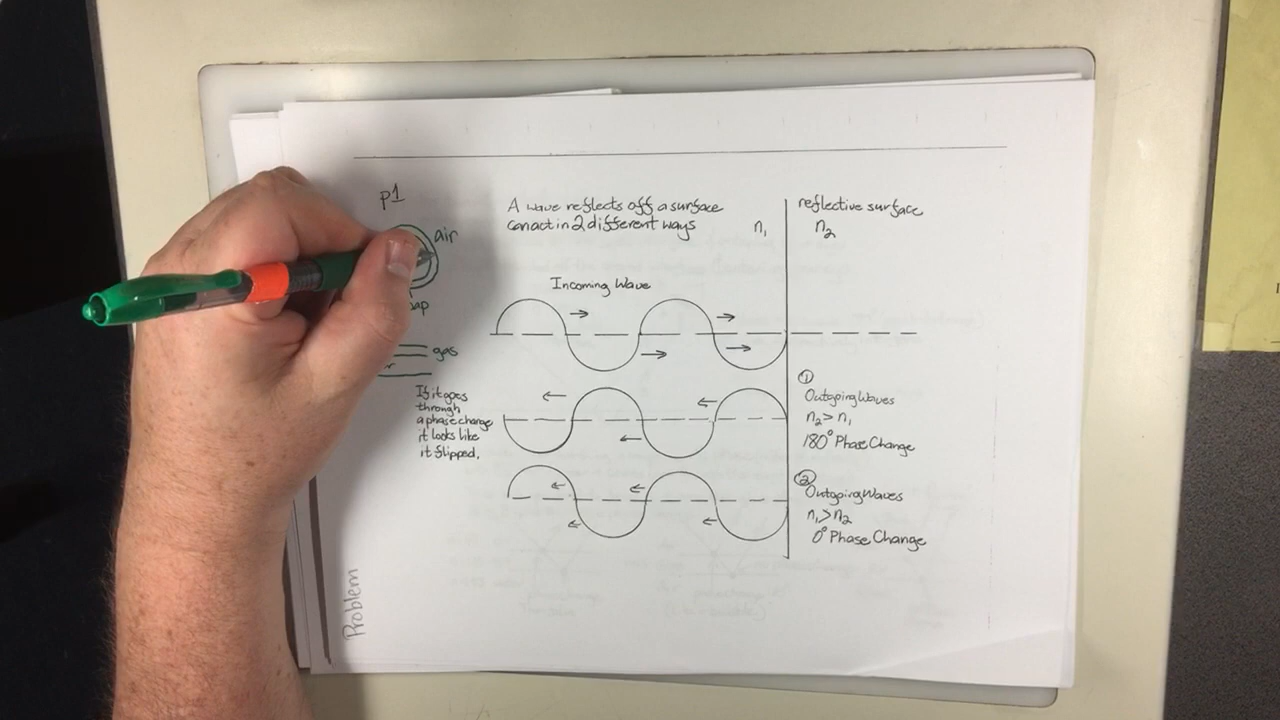 p1
air
gas
If it goes
through
a phase change
it looks like
it flipped.
Problem
A wave reflects off a surface
can act in 2 different ways
n₁
reflective surface
n₂
Incoming Wave
①
Outgoing Waves
n₂ > n₁
180° Phase Change
②
Outgoing Waves
n₁ > n₂
0° Phase Change